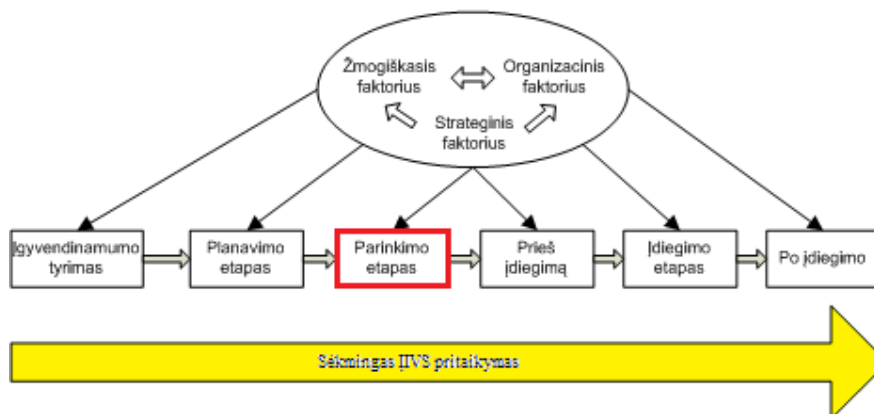 Žmogiškasis
faktorius
Organizacinis
faktorius
Strateginis
faktorius
Įgyvendinamumo
tyrimas
Planavimo
etapas
Parinkimo
etapas
Prieš
įdiegimą
Įdiegimo
etapas
Po įdiegimo
Sėkmingas ĮIVS pritaikymas